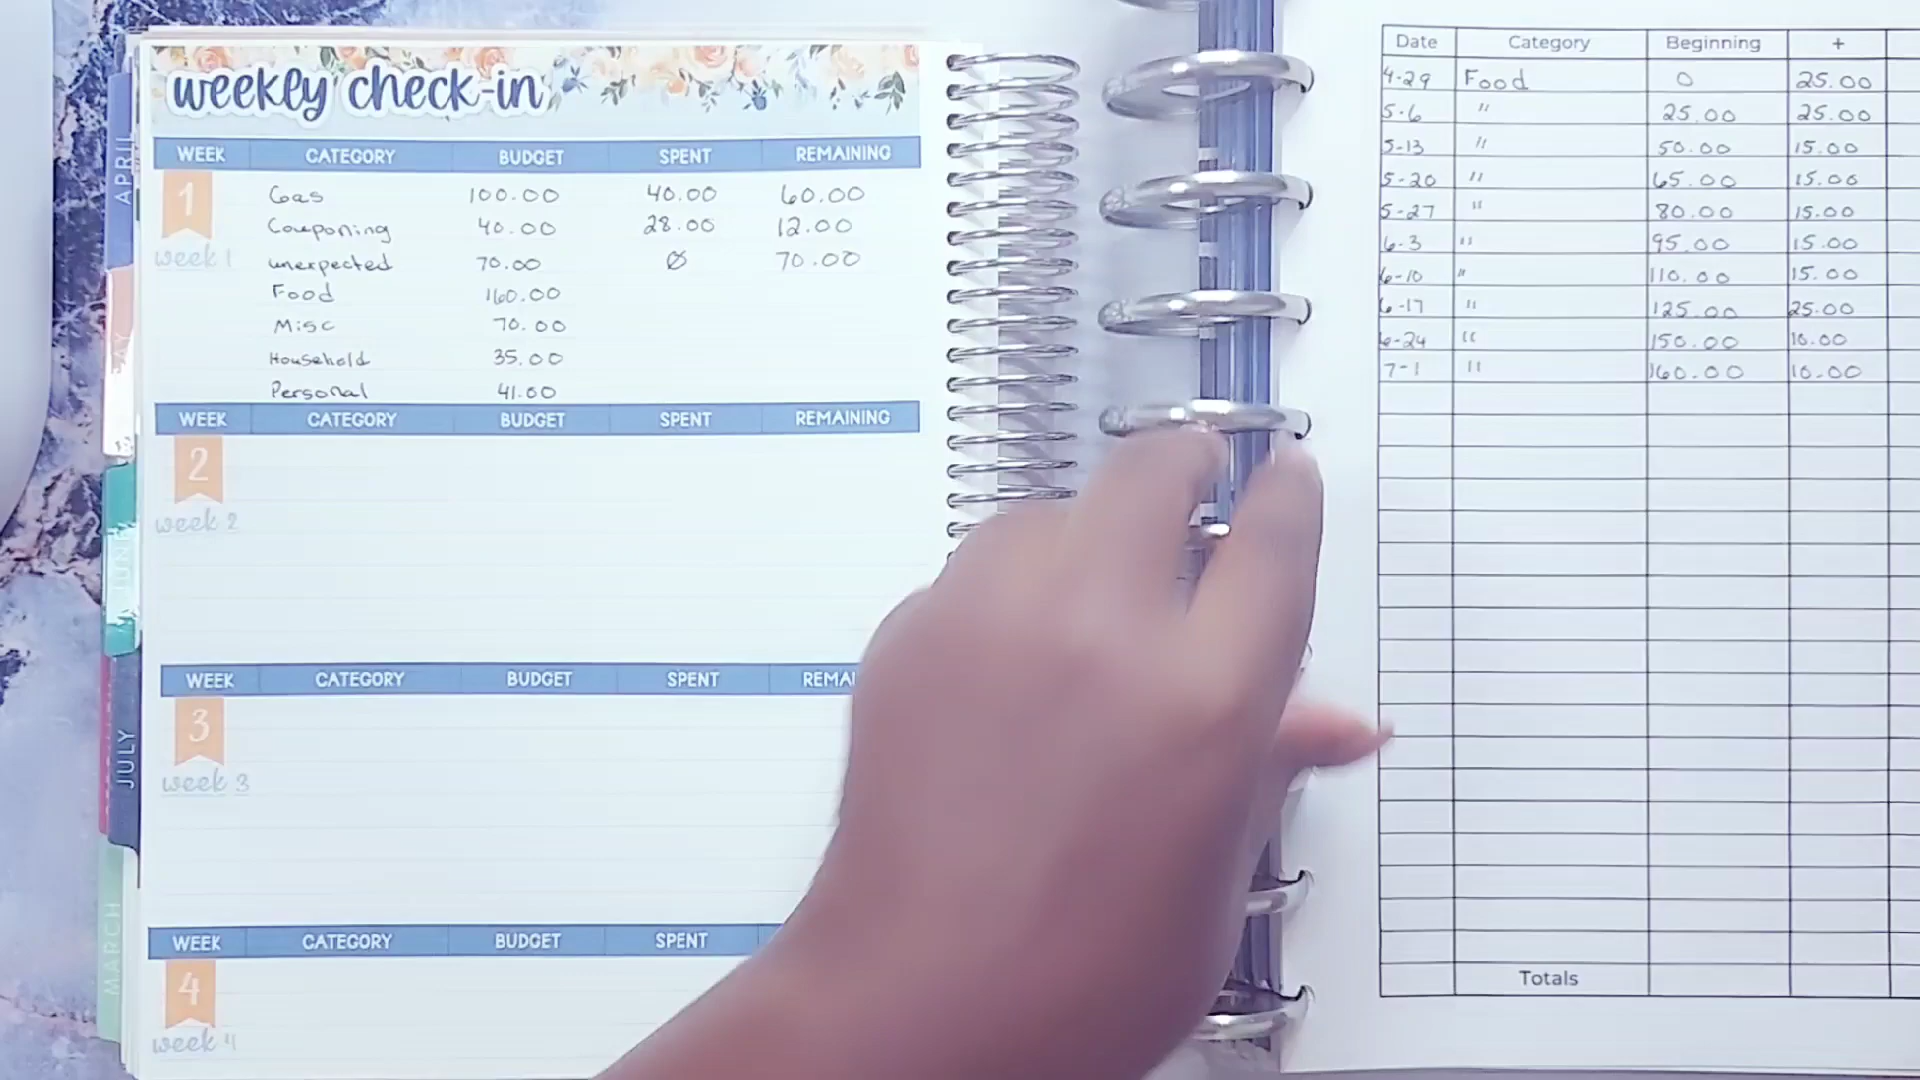 weekly check-in
WEEK CATEGORY BUDGET SPENT REMAINING
1 Gas 100.00 40.00 60.00
Couponing 40.00 28.00 12.00
week 1 unexpected 70.00 Ø 70.00
Food 160.00
Misc 70.00
Household 35.00
Personal 41.00
WEEK CATEGORY BUDGET SPENT REMAINING
2
week 2
WEEK CATEGORY BUDGET SPENT REMAI
3
week 3
WEEK CATEGORY BUDGET SPENT
4
week 4
APRIL
JUNE
JULY
MARCH
Date Category Beginning +
4-29 Food 0 25.00
5-6 " 25.00 25.00
5-13 " 50.00 15.00
5-20 " 65.00 15.00
5-27 " 80.00 15.00
6-3 " 95.00 15.00
6-10 " 110.00 15.00
6-17 " 125.00 25.00
6-24 " 150.00 10.00
7-1 " 160.00 10.00
Totals